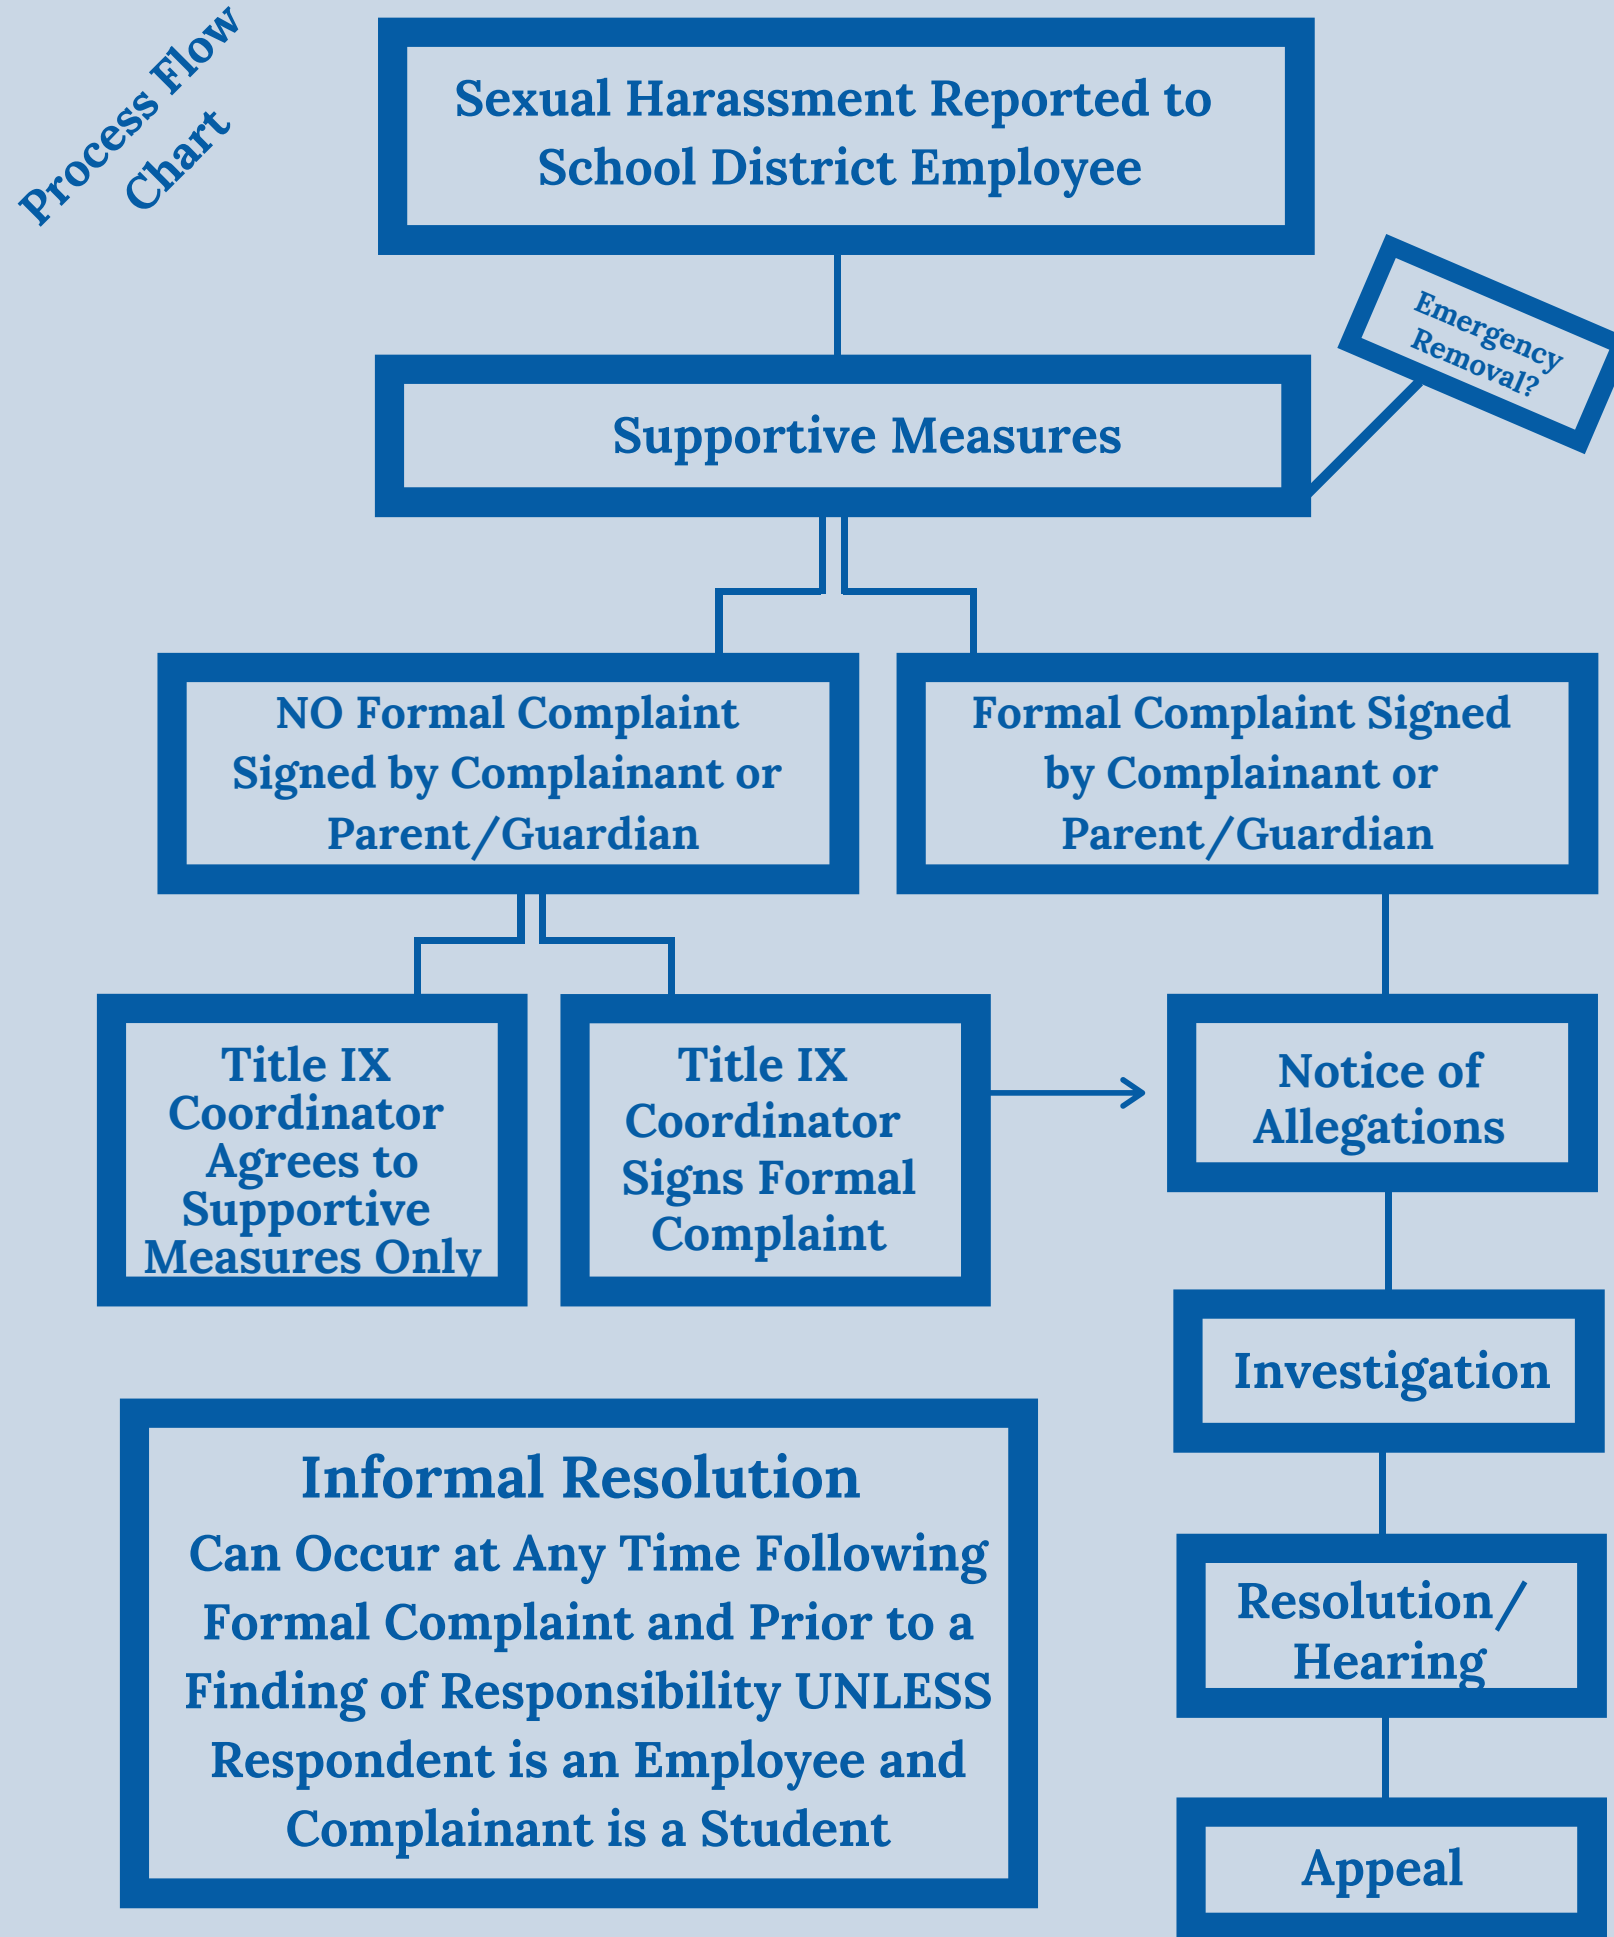 Process Flow
Chart
Sexual Harassment Reported to
School District Employee
Emergency
Removal?
Supportive Measures
NO Formal Complaint
Signed by Complainant or
Parent/Guardian
Formal Complaint Signed
by Complainant or
Parent/Guardian
Title IX
Coordinator
Agrees to
Supportive
Measures Only
Title IX
Coordinator
Signs Formal
Complaint
Notice of
Allegations
Investigation
Informal Resolution
Can Occur at Any Time Following
Formal Complaint and Prior to a
Finding of Responsibility UNLESS
Respondent is an Employee and
Complainant is a Student
Resolution/
Hearing
Appeal